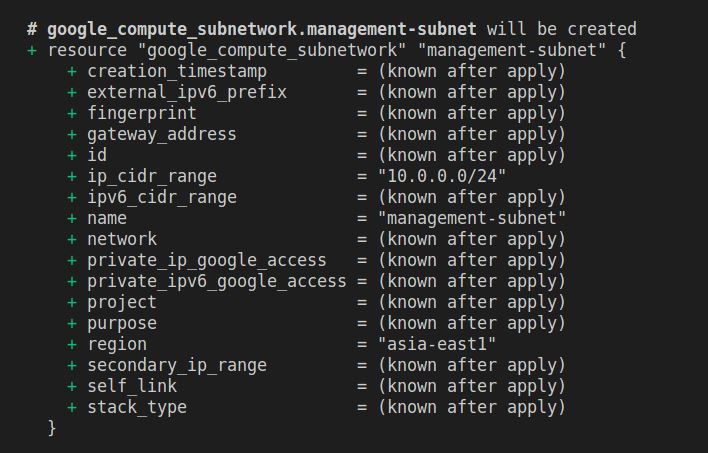 # google_compute_subnetwork.management-subnet will be created
+ resource "google_compute_subnetwork" "management-subnet" {
    + creation_timestamp         = (known after apply)
    + external_ipv6_prefix       = (known after apply)
    + fingerprint                = (known after apply)
    + gateway_address            = (known after apply)
    + id                         = (known after apply)
    + ip_cidr_range              = "10.0.0.0/24"
    + ipv6_cidr_range            = (known after apply)
    + name                       = "management-subnet"
    + network                    = (known after apply)
    + private_ip_google_access   = (known after apply)
    + private_ipv6_google_access = (known after apply)
    + project                    = (known after apply)
    + purpose                    = (known after apply)
    + region                     = "asia-east1"
    + secondary_ip_range         = (known after apply)
    + self_link                  = (known after apply)
    + stack_type                 = (known after apply)
  }